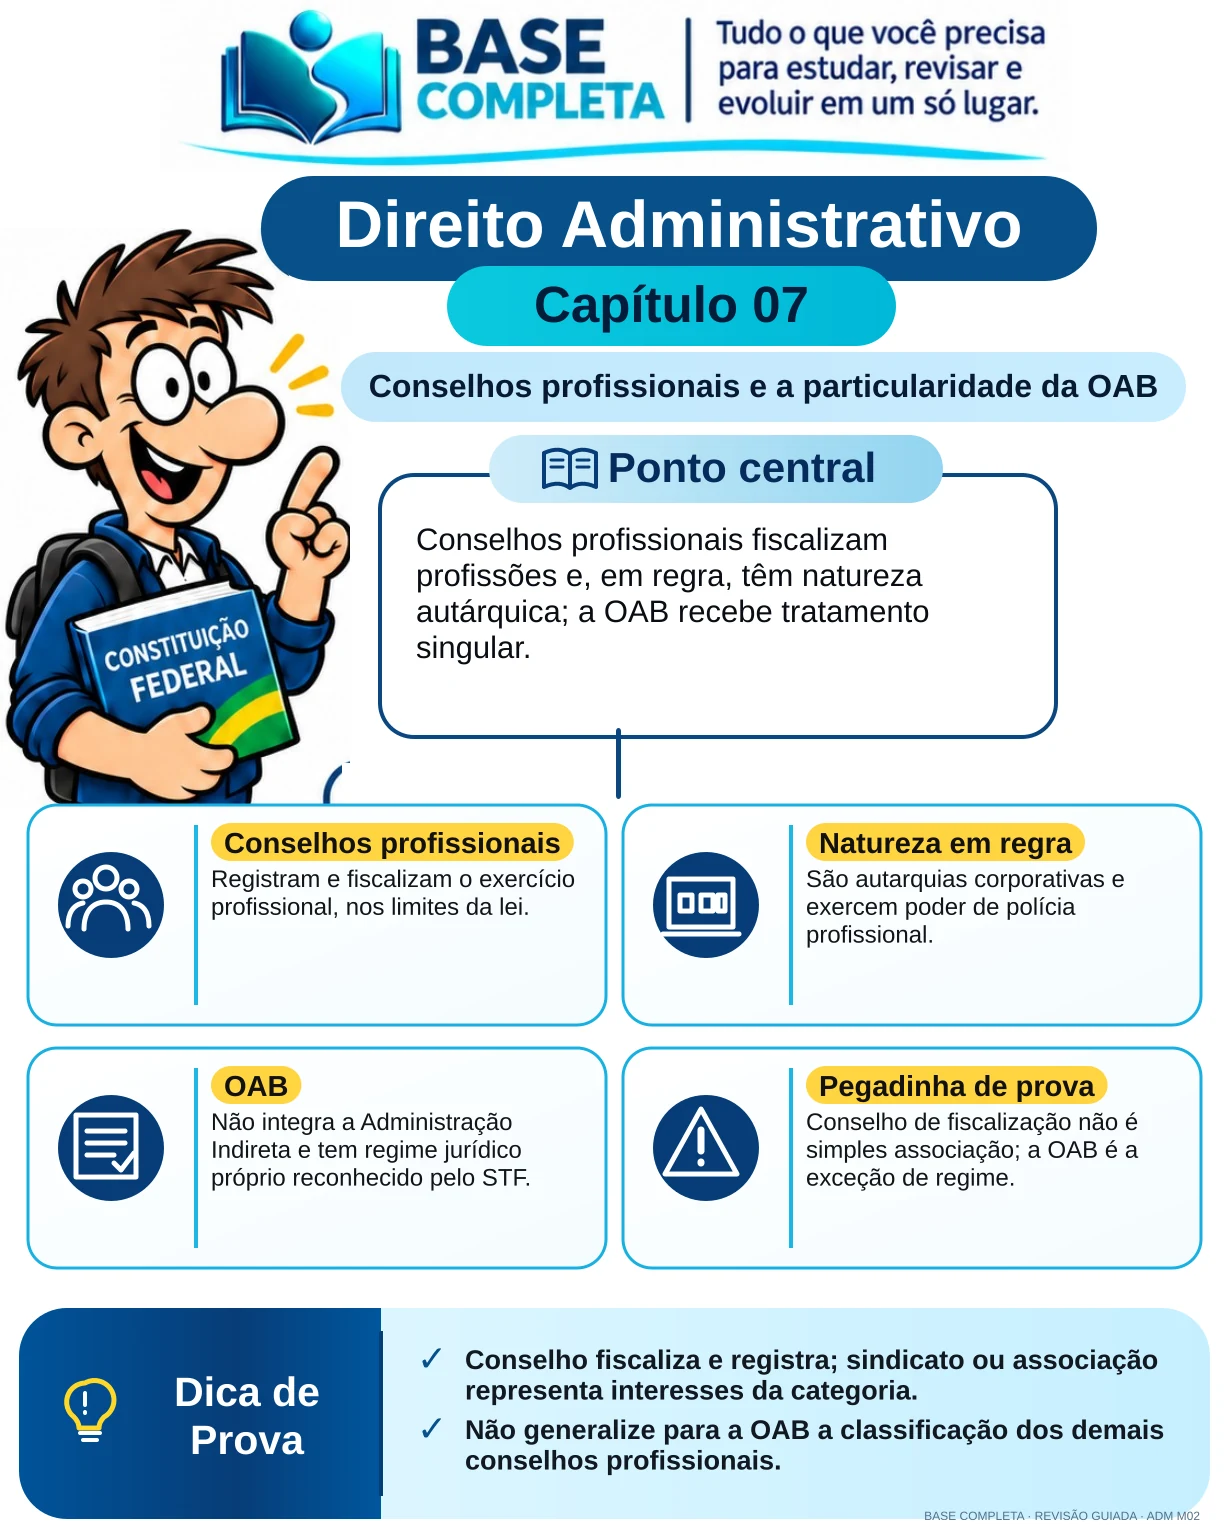 BASE
COMPLETA
Tudo o que você precisa
para estudar, revisar e
evoluir em um só lugar.
Direito Administrativo
Capítulo 07
Conselhos profissionais e a particularidade da OAB
Ponto central
Conselhos profissionais fiscalizam
profissões e, em regra, têm natureza
autárquica; a OAB recebe tratamento
singular.
CONSTITUIÇÃO
FEDERAL
Conselhos profissionais
Registram e fiscalizam o exercício
profissional, nos limites da lei.
Natureza em regra
São autarquias corporativas e
exercem poder de polícia
profissional.
OAB
Não integra a Administração
Indireta e tem regime jurídico
próprio reconhecido pelo STF.
Pegadinha de prova
Conselho de fiscalização não é
simples associação; a OAB é a
exceção de regime.
Dica de
Prova
✓ Conselho fiscaliza e registra; sindicato ou associação
representa interesses da categoria.
✓ Não generalize para a OAB a classificação dos demais
conselhos profissionais.
BASE COMPLETA · REVISÃO GUIADA · ADM M02